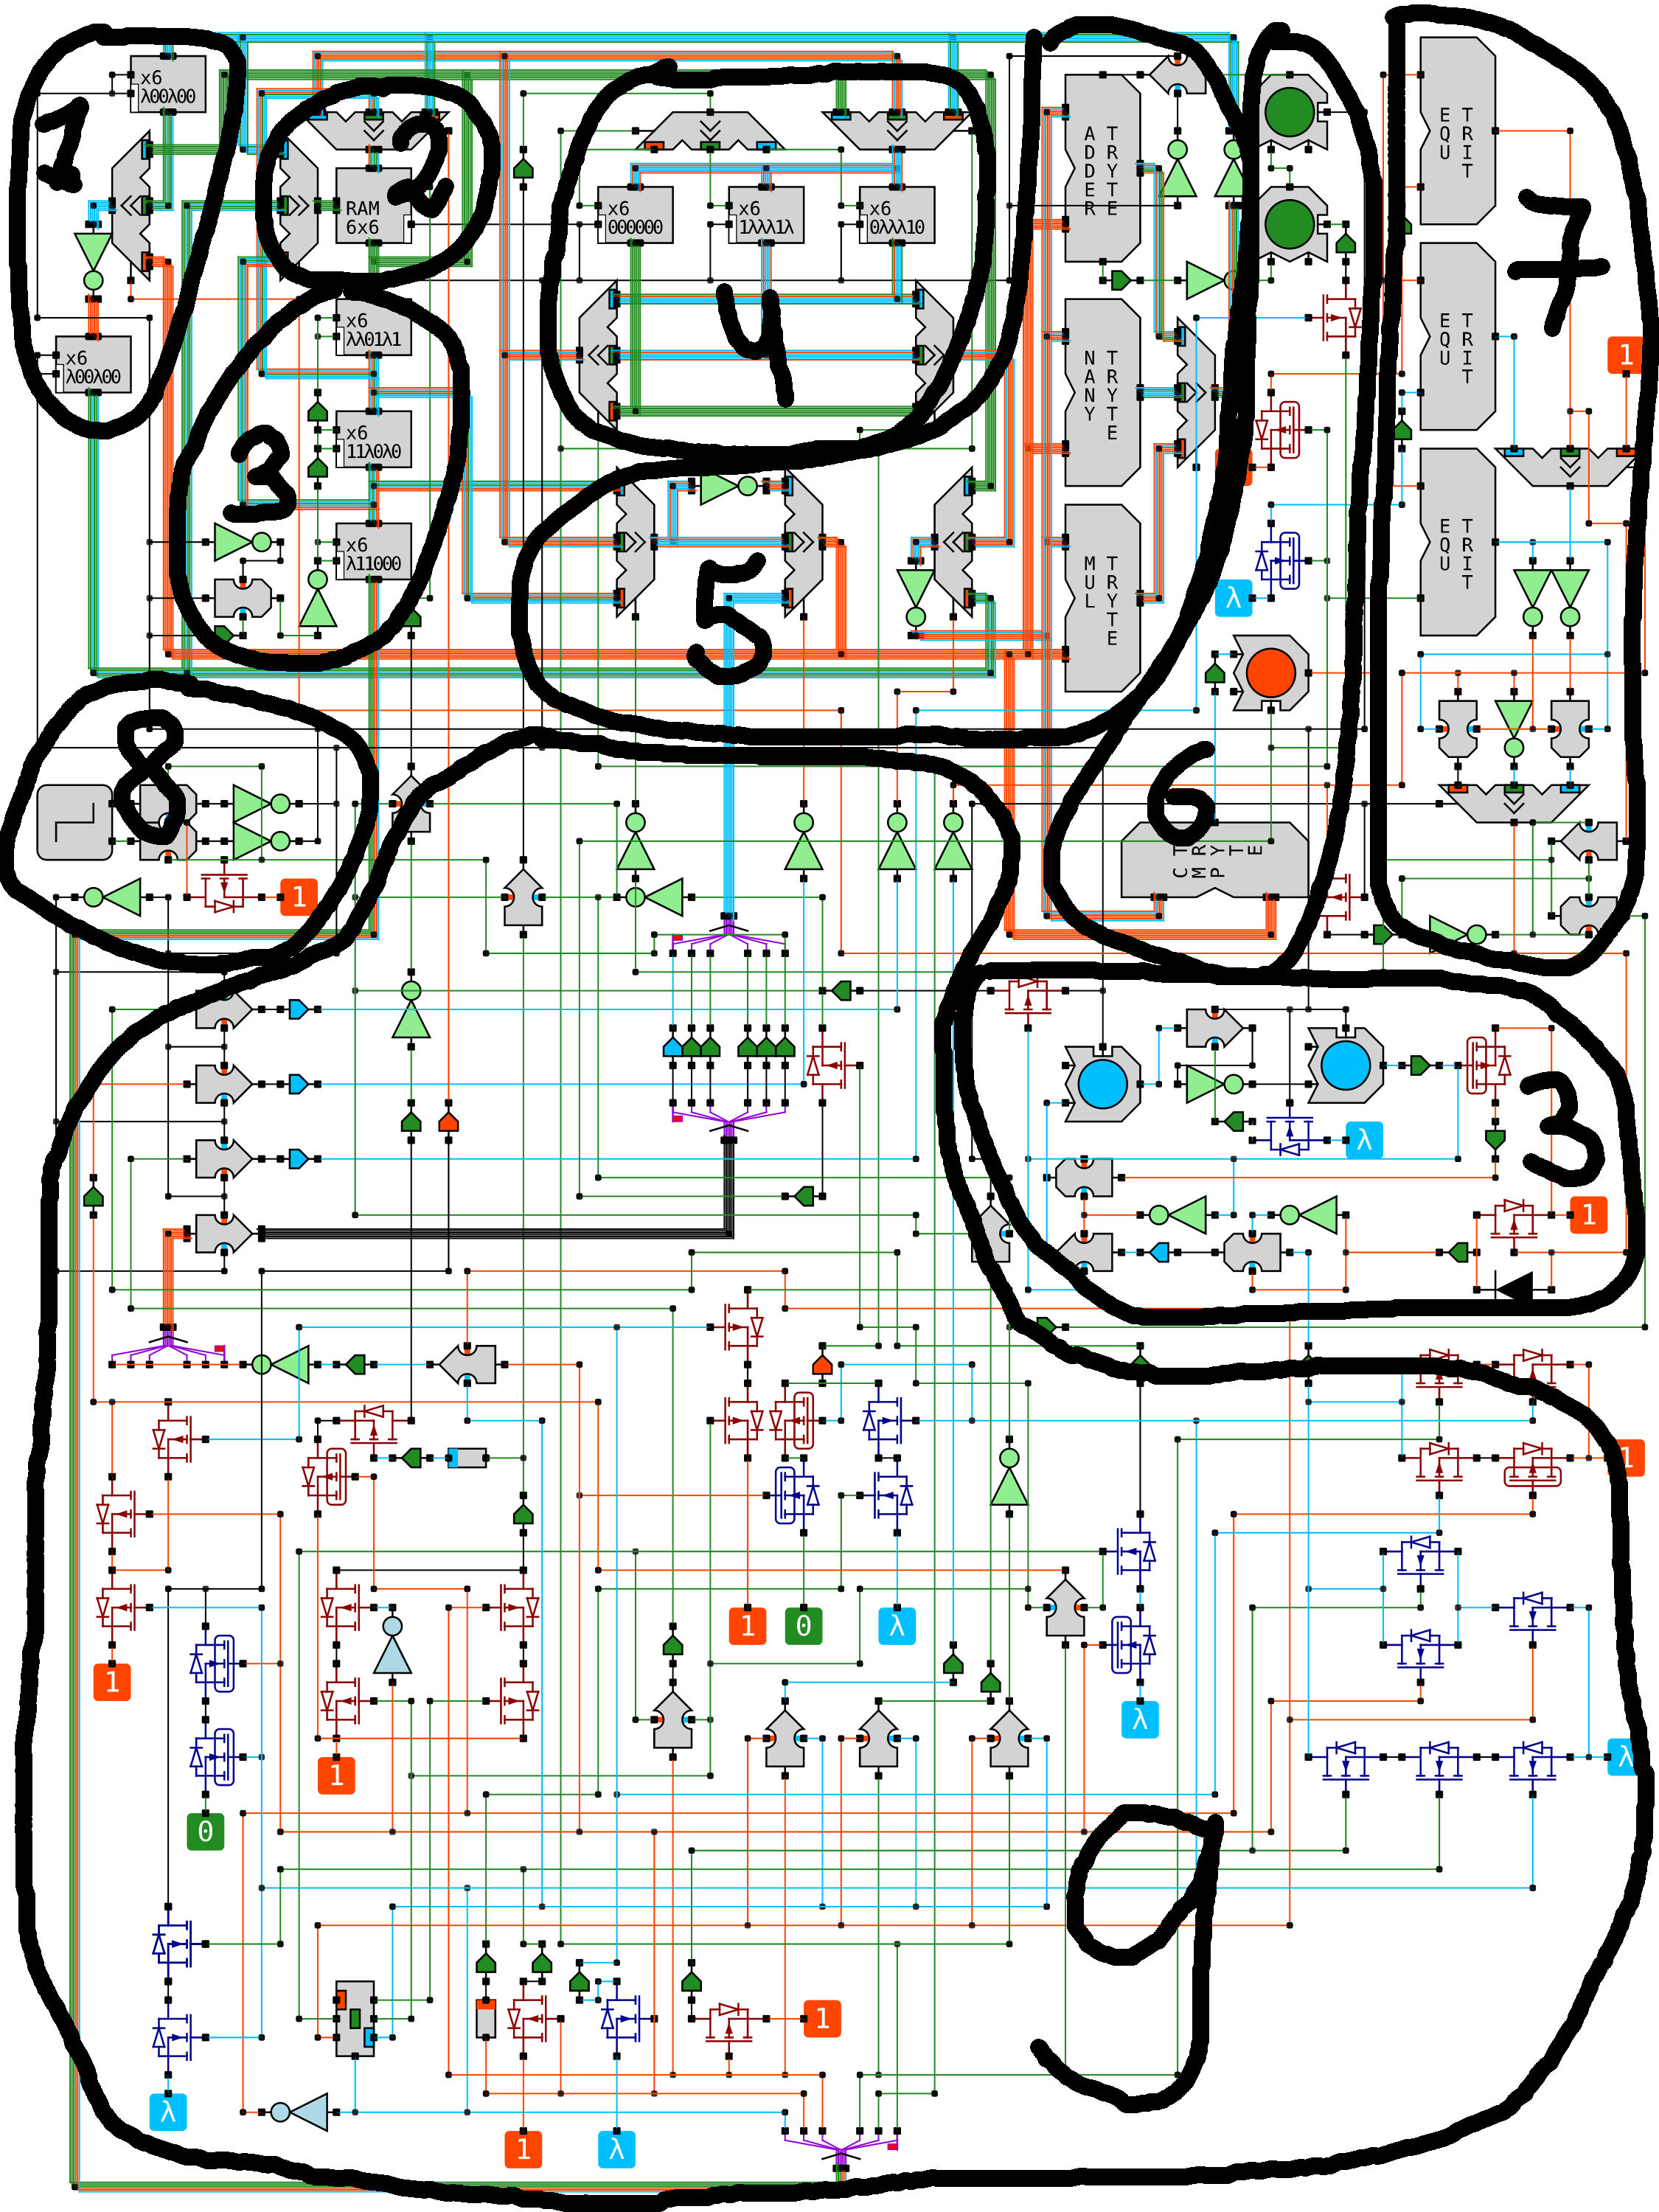 x6
λ00λ00
1
x6
λ00λ00
2
RAM
6x6
x6
000000
x6
1λλλ1λ
x6
0λλλ10
4
x6
λλ01λ1
x6
11λ0λ0
x6
λ11000
3
5
ADDER TRYTE
NANY TRYTE
MUL TRYTE
λ
6
CMP TRYTE
EQU TRIT
EQU TRIT
EQU TRIT
7
1
8
1
3
λ
1
1
1
0
λ
1
1
λ
λ
0
9
1
λ
1
λ